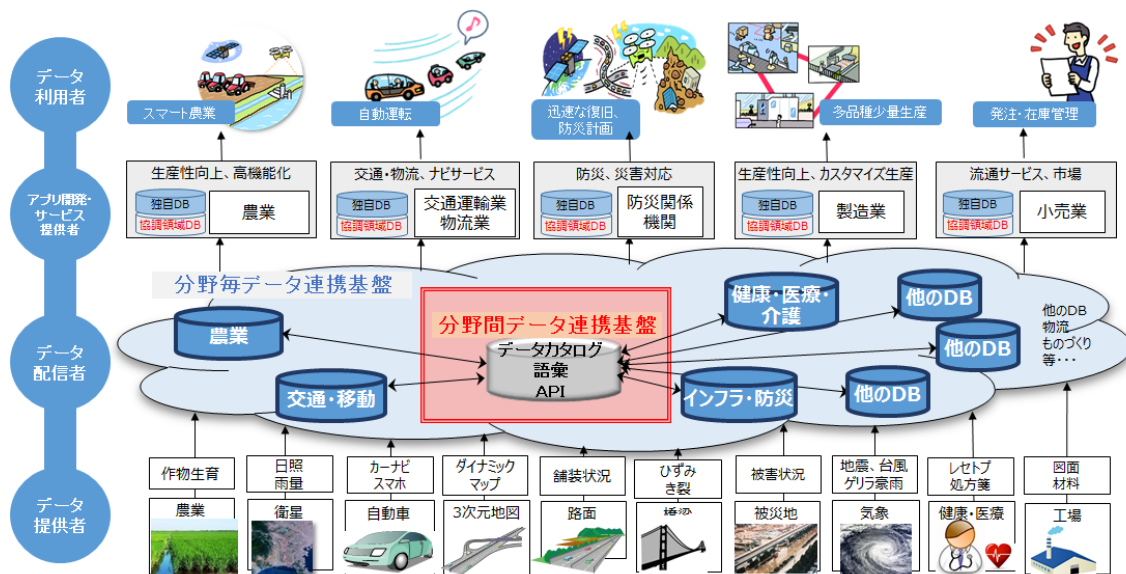 データ
利用者
スマート農業
自動運転
迅速な復旧、
防災計画
多品種少量生産
発注・在庫管理
アプリ開発・
サービス
提供者
生産性向上、高機能化
独自DB
協調領域DB
農業
交通・物流、ナビサービス
独自DB
協調領域DB
交通運輸業
物流業
防災、災害対応
独自DB
協調領域DB
防災関係
機関
生産性向上、カスタマイズ生産
独自DB
協調領域DB
製造業
流通サービス、市場
独自DB
協調領域DB
小売業
データ
配信者
分野毎データ連携基盤
分野間データ連携基盤
データカタログ
語彙
API
農業
交通・移動
健康・医療・
介護
他のDB
他のDB
インフラ・防災
他のDB
他のDB
物流
ものづくり
等・・・
データ
提供者
作物生育
農業
日照
雨量
衛星
カーナビ
スマホ
自動車
ダイナミック
マップ
3次元地図
舗装状況
路面
ひずみ
き裂
被害状況
被災地
地震、台風
ゲリラ豪雨
気象
レセトプ
処方箋
健康・医療
図面
材料
工場